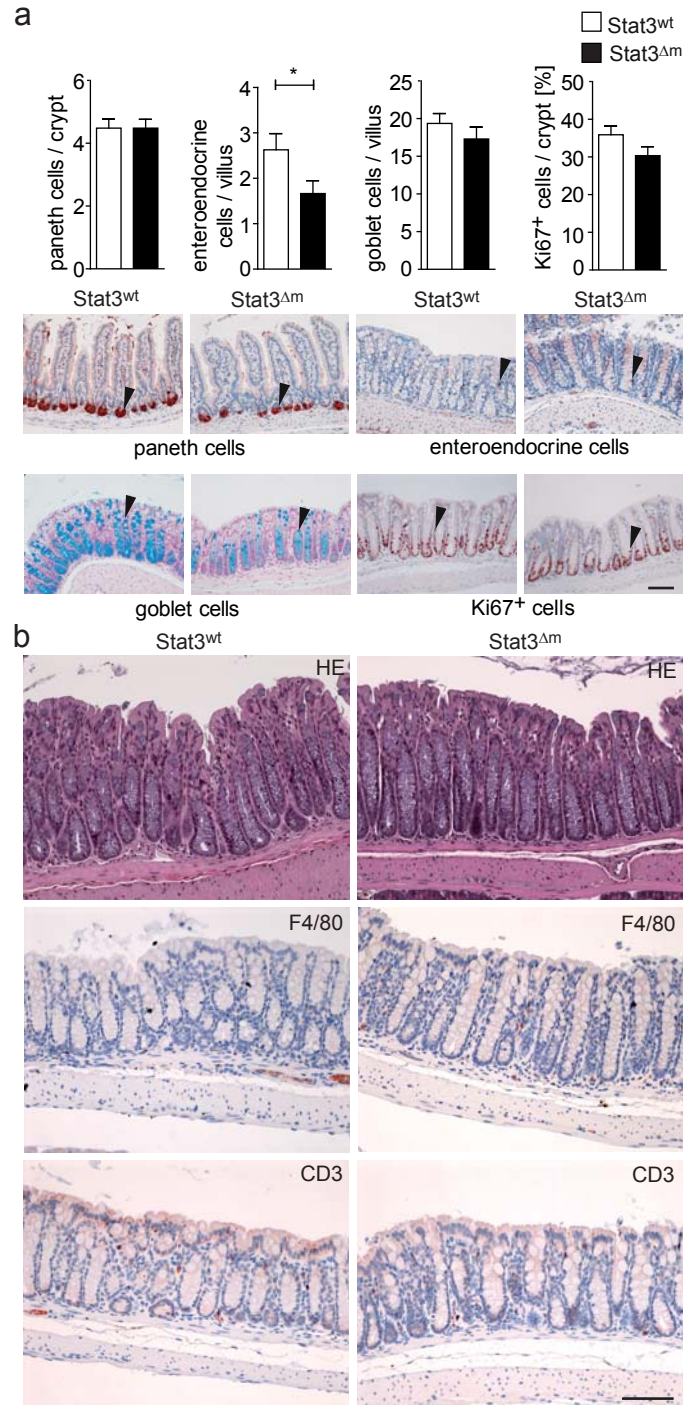 a
Stat3wt
Stat3Δm
paneth cells / crypt
6
4
2
0
enteroendocrine
cells / villus
4
3
2
1
0
*
goblet cells / villus
25
20
15
10
5
0
Ki67+ cells / crypt [%]
50
40
30
20
10
0
Stat3wt Stat3Δm Stat3wt Stat3Δm
paneth cells enteroendocrine cells
goblet cells Ki67+ cells
b
Stat3wt Stat3Δm
HE HE
F4/80 F4/80
CD3 CD3